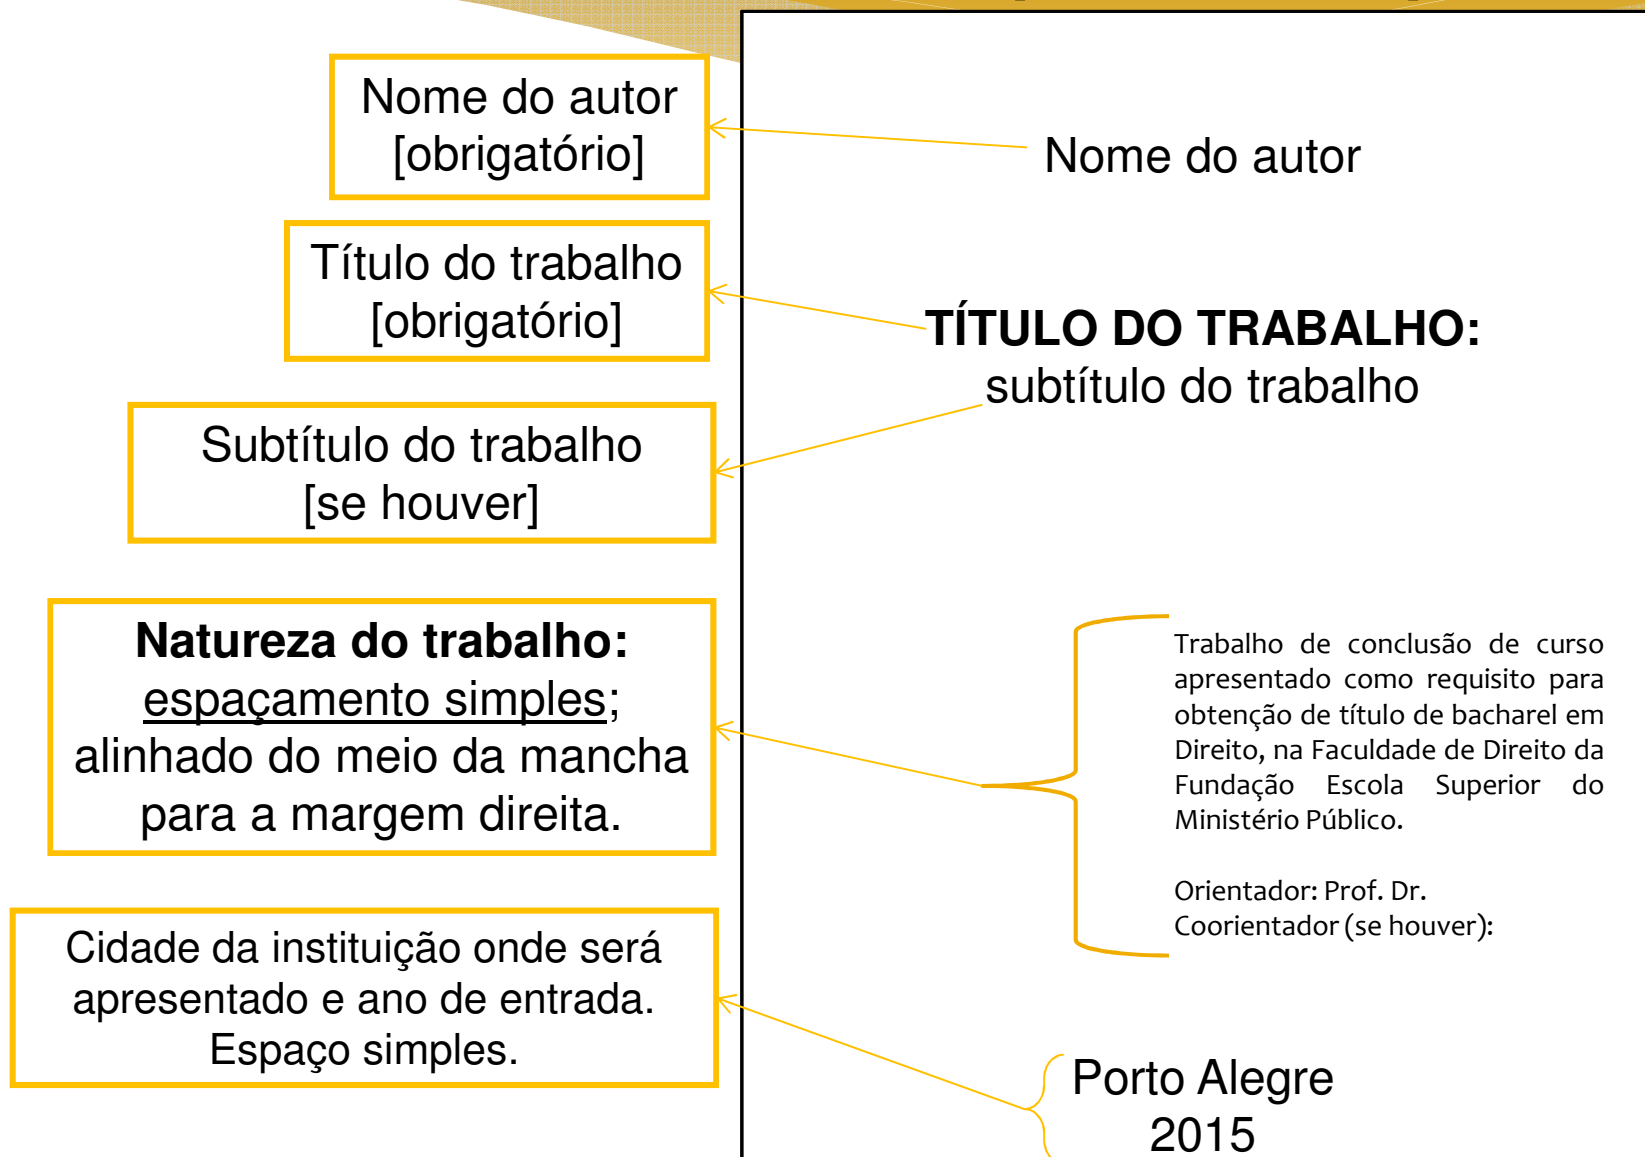 Nome do autor
[obrigatório]
Título do trabalho
[obrigatório]
Subtítulo do trabalho
[se houver]
Natureza do trabalho:
espaçamento simples;
alinhado do meio da mancha
para a margem direita.
Cidade da instituição onde será
apresentado e ano de entrada.
Espaço simples.
Nome do autor
TÍTULO DO TRABALHO:
subtítulo do trabalho
Trabalho de conclusão de curso
apresentado como requisito para
obtenção de título de bacharel em
Direito, na Faculdade de Direito da
Fundação Escola Superior do
Ministério Público.
Orientador: Prof. Dr.
Coorientador (se houver):
Porto Alegre
2015